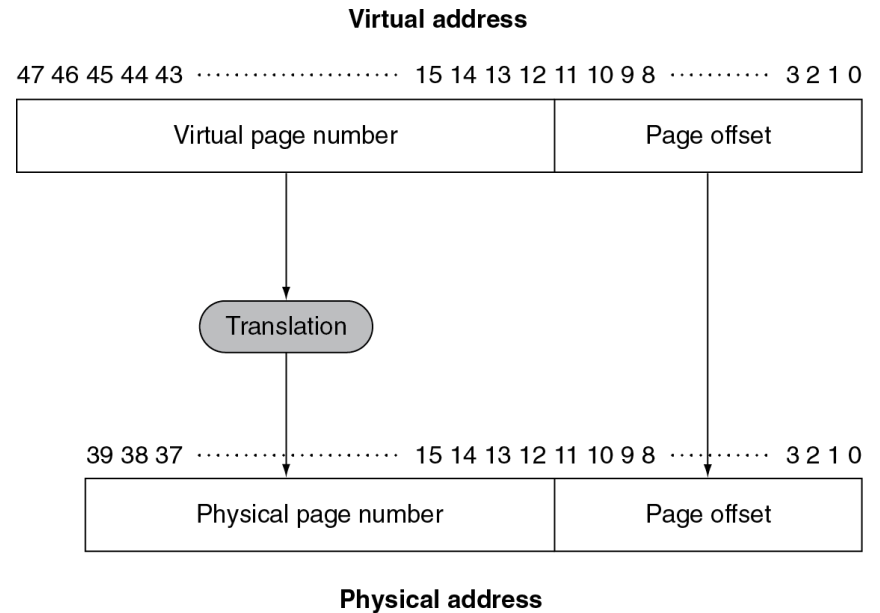 Virtual address
47 46 45 44 43 ······················ 15 14 13 12 11 10 9 8 ··········· 3 2 1 0
Virtual page number Page offset
Translation
39 38 37 ······················ 15 14 13 12 11 10 9 8 ··········· 3 2 1 0
Physical page number Page offset
Physical address